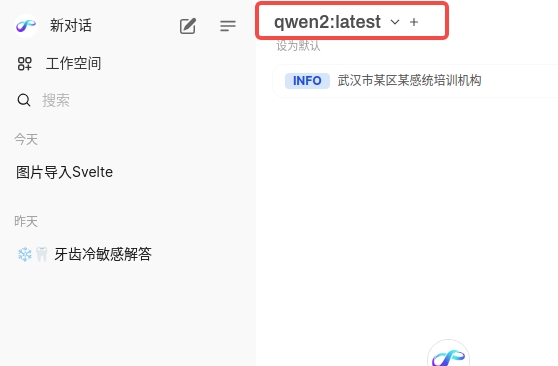 新对话
qwen2:latest
设为默认
工作空间
INFO 武汉市某区某感统培训机构
搜索
今天
图片导入Svelte
昨天
❄️🦷 牙齿冷敏感解答